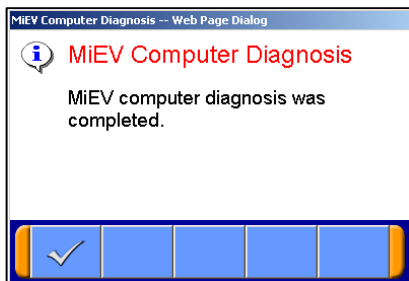 MiEV Computer Diagnosis -- Web Page Dialog
MiEV Computer Diagnosis
MiEV computer diagnosis was
completed.